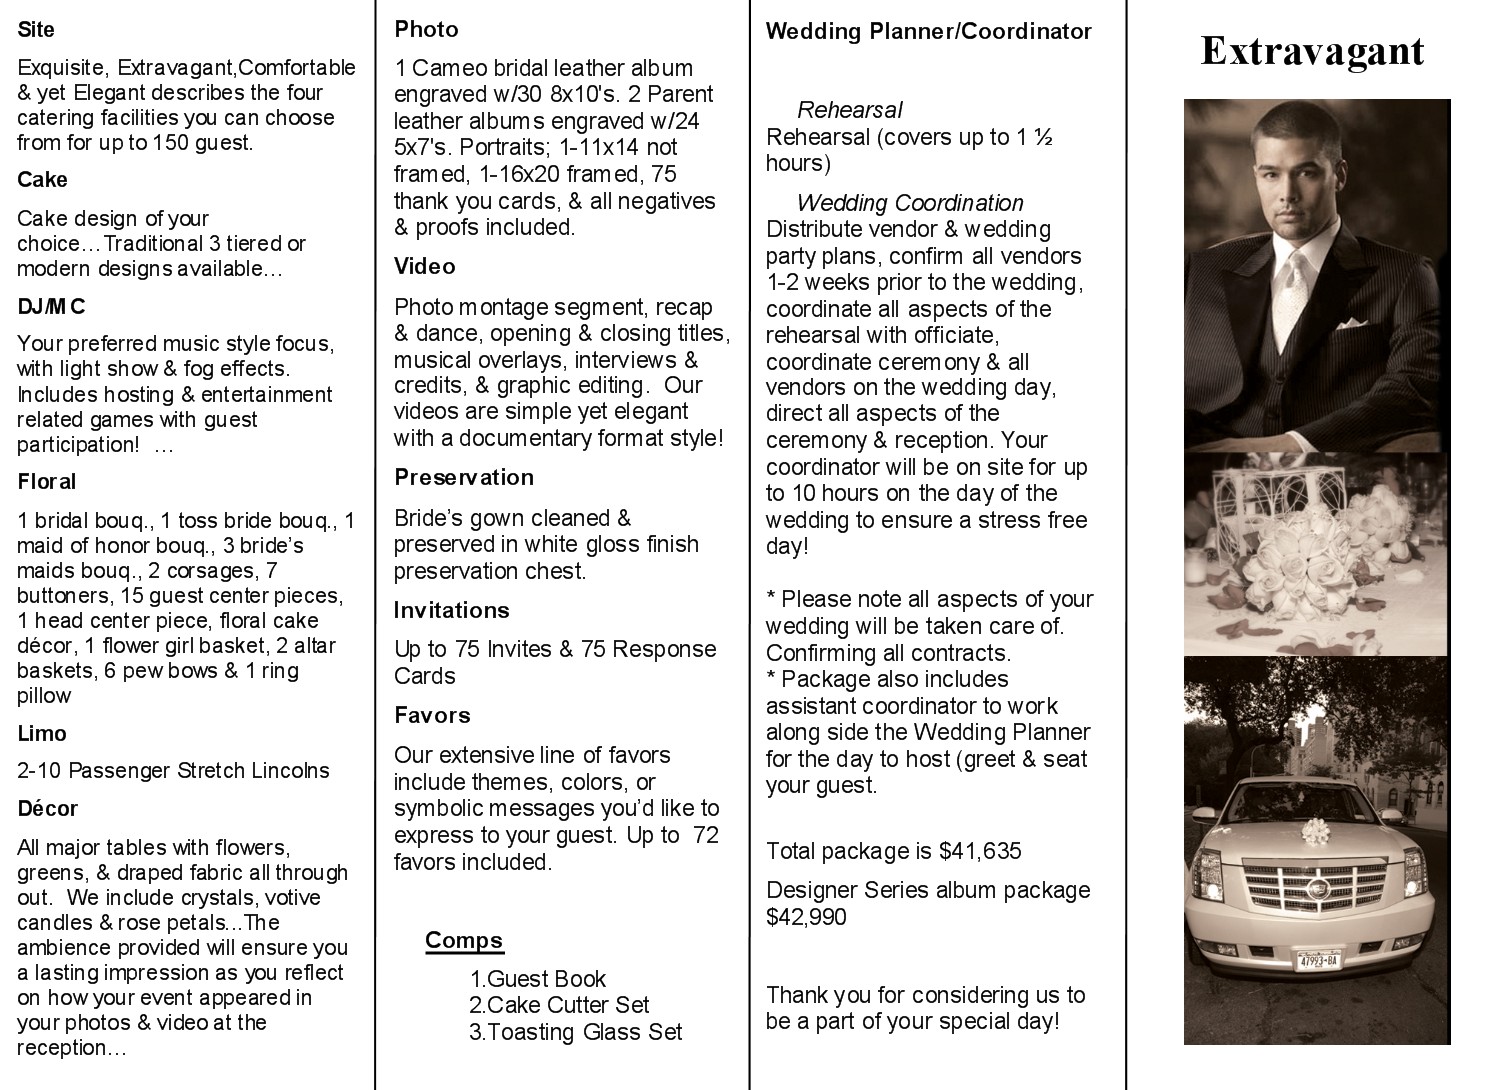 Site
Exquisite, Extravagant,Comfortable
& yet Elegant describes the four
catering facilities you can choose
from for up to 150 guest.
Cake
Cake design of your
choice…Traditional 3 tiered or
modern designs available…
DJ/MC
Your preferred music style focus,
with light show & fog effects.
Includes hosting & entertainment
related games with guest
participation!  …
Floral
1 bridal bouq., 1 toss bride bouq., 1
maid of honor bouq., 3 bride’s
maids bouq., 2 corsages, 7
buttoners, 15 guest center pieces,
1 head center piece, floral cake
décor, 1 flower girl basket, 2 altar
baskets, 6 pew bows & 1 ring
pillow
Limo
2-10 Passenger Stretch Lincolns
Décor
All major tables with flowers,
greens, & draped fabric all through
out.  We include crystals, votive
candles & rose petals...The
ambience provided will ensure you
a lasting impression as you reflect
on how your event appeared in
your photos & video at the
reception…
Photo
1 Cameo bridal leather album
engraved w/30 8x10's. 2 Parent
leather albums engraved w/24
5x7's. Portraits; 1-11x14 not
framed, 1-16x20 framed, 75
thank you cards, & all negatives
& proofs included.
Video
Photo montage segment, recap
& dance, opening & closing titles,
musical overlays, interviews &
credits, & graphic editing.  Our
videos are simple yet elegant
with a documentary format style!
Preservation
Bride’s gown cleaned &
preserved in white gloss finish
preservation chest.
Invitations
Up to 75 Invites & 75 Response
Cards
Favors
Our extensive line of favors
include themes, colors, or
symbolic messages you’d like to
express to your guest. Up to  72
favors included.
Comps
1.Guest Book
2.Cake Cutter Set
3.Toasting Glass Set
Wedding Planner/Coordinator
Rehearsal
Rehearsal (covers up to 1 ½
hours)
Wedding Coordination
Distribute vendor & wedding
party plans, confirm all vendors
1-2 weeks prior to the wedding,
coordinate all aspects of the
rehearsal with officiate,
coordinate ceremony & all
vendors on the wedding day,
direct all aspects of the
ceremony & reception. Your
coordinator will be on site for up
to 10 hours on the day of the
wedding to ensure a stress free
day!
* Please note all aspects of your
wedding will be taken care of.
Confirming all contracts.
* Package also includes
assistant coordinator to work
along side the Wedding Planner
for the day to host (greet & seat
your guest.
Total package is $41,635
Designer Series album package
$42,990
Thank you for considering us to
be a part of your special day!
Extravagant
47993-BA